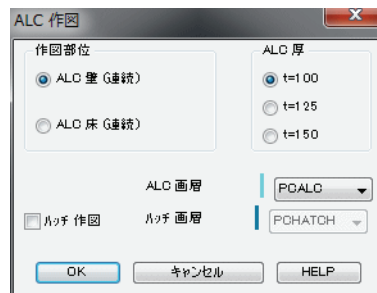 ALC 作図
作図部位
ALC 厚
ALC 壁 (連続)
t=100
t=125
ALC 床 (連続)
t=150
ALC 画層
PCALC
ハッチ 作図
ハッチ 画層
PCHATCH
OK
キャンセル
HELP